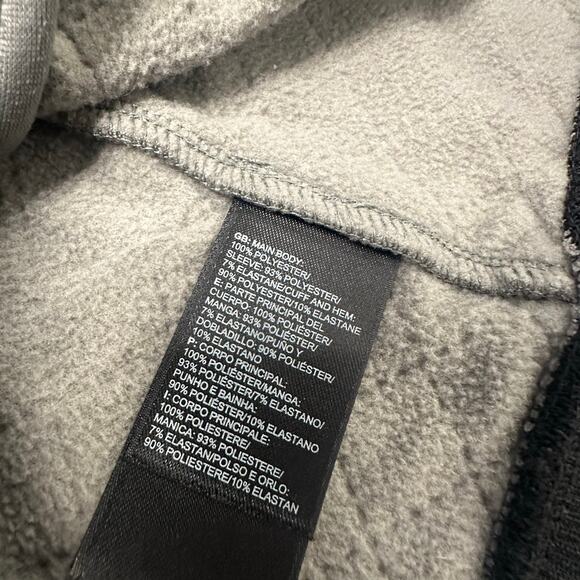 GB: MAIN BODY:
100% POLYESTER/
SLEEVE: 93% POLYESTER/
7% ELASTANE/CUFF AND HEM:
90% POLYESTER/10% ELASTANE
E: PARTE PRINCIPAL DEL
CUERPO: 100% POLIÉSTER/
MANGA: 93% POLIÉSTER/
7% ELASTANO/PUÑO Y
DOBLADILLO: 90% POLIÉSTER/
10% ELASTANO
P: CORPO PRINCIPAL:
100% POLIÉSTER/MANGA:
93% POLIÉSTER/7% ELASTANO/
PUNHO E BAINHA:
90% POLIÉSTER/10% ELASTANO
I: CORPO PRINCIPALE:
100% POLIESTERE/
MANICA: 93% POLIESTERE/
7% ELASTAN/POLSO E ORLO:
90% POLIESTERE/10% ELASTAN